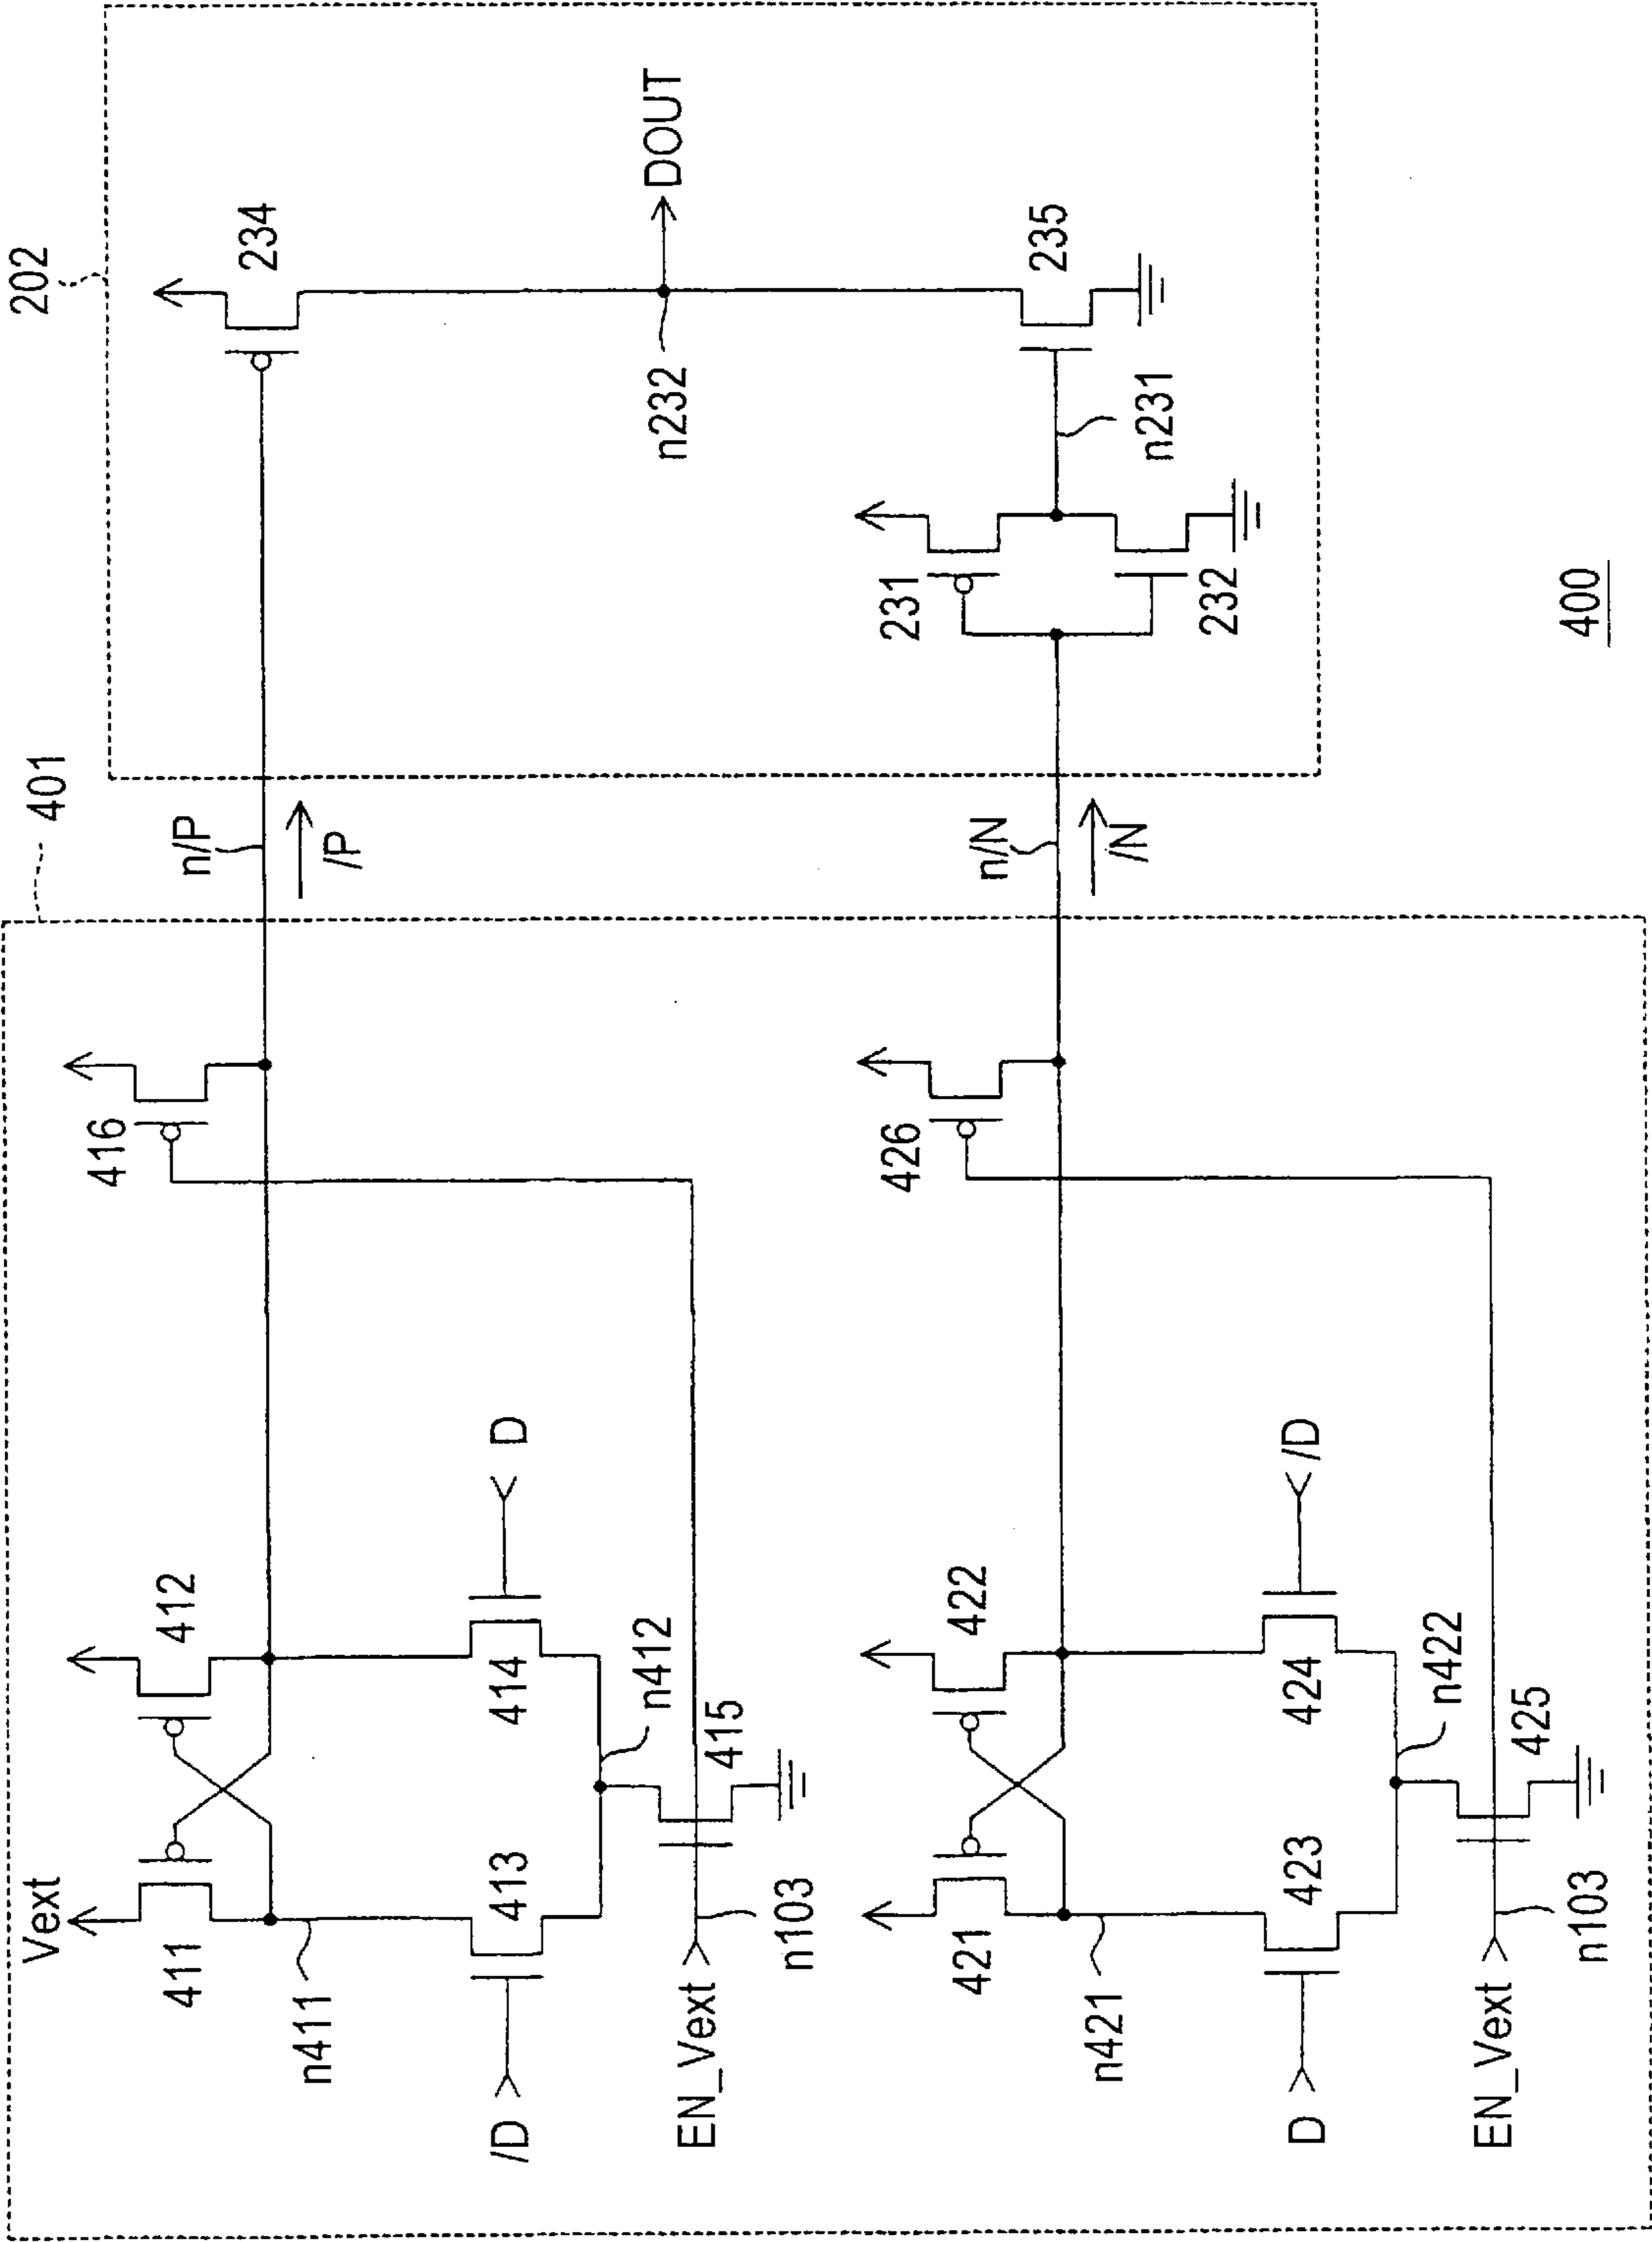 202
401
Vext
411
412
416
n/P
/P
234
n411
413
414
D
/D
n412
415
EN_Vext
n103
n232
DOUT
421
422
426
n/N
/N
231
232
n231
235
n421
423
424
/D
D
n422
425
EN_Vext
n103
400